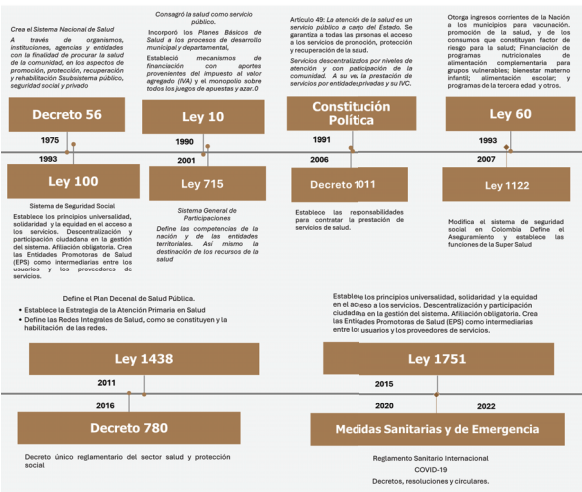 Crea el Sistema Nacional de Salud
A través de organismos,
instituciones, agencias y entidades
con la finalidad de procurar la salud
de la comunidad, en los aspectos de
promoción, protección, recuperación
y rehabilitación Ssubsistema público,
seguridad social y privado
Decreto 56
1975
Consagró la salud como servicio
público.
Incorporó los Planes Básicos de
Salud a los procesos de desarrollo
municipal y departamental,
Estableció mecanismos de
financiación con aportes
provenientes del impuesto al valor
agregado (IVA) y el monopolio sobre
todos los juegos de apuestas y azar.0
Ley 10
1990
Artículo 49: La atención de la salud es un
servicio público a carço del Estado. Se
garantiza a todas las prsonas el acceso
a los servicios de pronoción, protección
y recuperación de la suud.
Servicios descentralizados por niveles de
atención y con paticipación de la
comunidad. A su ve, la prestación de
servicios por entidades privadas y su IVC.
Constitución
Política
1991
Otorga ingresos corrientes de la Nación
a los municipios para vacunación.
promoción de la salud, y de los
consumos que constituyan factor de
riesgo para la salud; Financiación de
programas nutricionales de
alimentación complementaria para
grupos vulnerables; bienestar materno
infantil; alimentación escolar; y
programas de la tercera edad y otros.
Ley 60
1993
1993
Ley 100
Sistema de Seguridad Social
Establece los principios universalidad,
solidaridad y la equidad en el acceso a
los servicios. Descentralización y
participación ciudadana en la gestión
del sistema. Afiliación obligatoria. Crea
las Entidades Promotoras de Salud
(EPS) como intermediarias entre los
usuarios y los proveedores de
servicios.
2001
Ley 715
Sistema General de
Participaciones
Define las competencias de la
nación y de las entidades
territoriales. Así mismo la
destinación de los recursos de la
salud
2006
Decreto 1011
Establece las responsabilidades
para contratar la prestación de
servicios de salud.
2007
Ley 1122
Modifica el sistema de seguridad
social en Colombia Define el
Aseguramiento y establece las
funciones de la Super Salud
Define el Plan Decenal de Salud Pública.
• Establece la Estrategia de la Atención Primaria en Salud
• Define las Redes Integrales de Salud, como se constituyen y la
habilitación de las redes.
Ley 1438
2011
Establece los principios universalidad, solidaridad y la equidad
en el acceso a los servicios. Descentralización y participación
ciudadana en la gestión del sistema. Afiliación obligatoria. Crea
las Entidades Promotoras de Salud (EPS) como intermediarias
entre los usuarios y los proveedores de servicios.
Ley 1751
2015
2016
Decreto 780
Decreto único reglamentario del sector salud y protección
social
2020
2022
Medidas Sanitarias y de Emergencia
Reglamento Sanitario Internacional
COVID-19
Decretos, resoluciones y circulares.